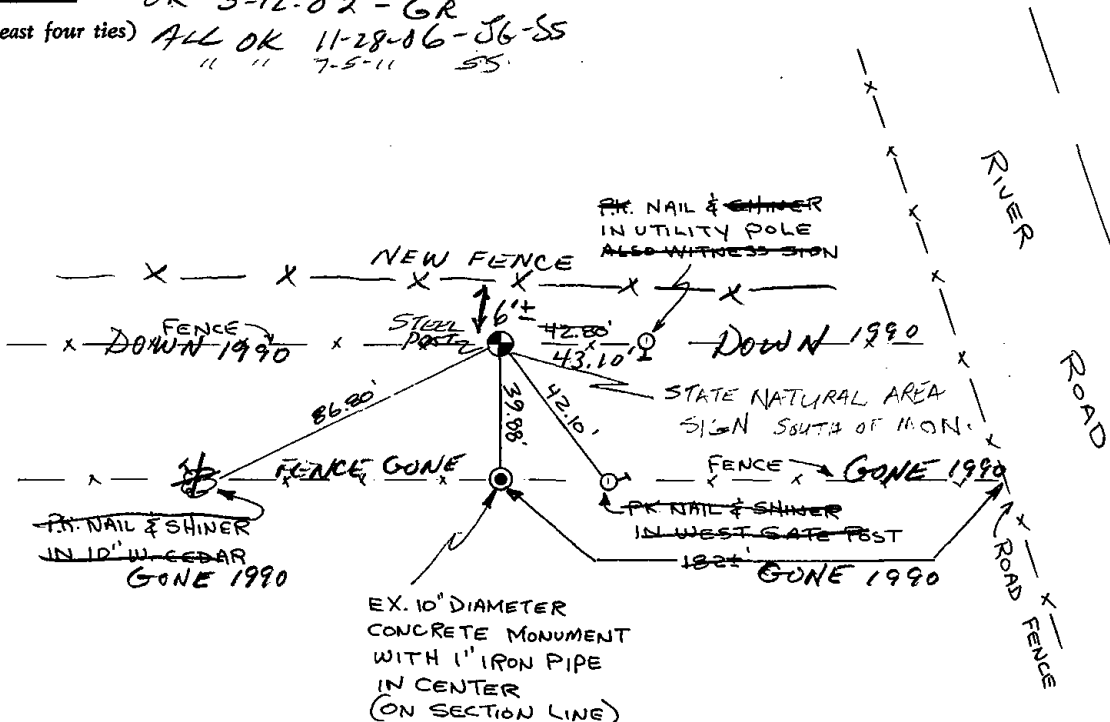 OK 3-12-02 - GR
east four ties) ALL OK 11-28-06-JG-SS
" " 7-5-11 SS.
RIVER
P.K. NAIL & SHINER
IN UTILITY POLE
ALSO WITNESS SIGN
NEW FENCE
6'±
STEEL
POST
FENCE
DOWN 1990
42.80'
43.10'
DOWN 1990
STATE NATURAL AREA
SIGN SOUTH OF MON.
ROAD
86.80'
39.88'
42.10'
FENCE GONE
FENCE
GONE 1990
P.K. NAIL & SHINER
IN 10" W. CEDAR
GONE 1990
PK NAIL & SHINER
IN WEST GATE POST
182±'
GONE 1990
ROAD FENCE
EX. 10" DIAMETER
CONCRETE MONUMENT
WITH 1" IRON PIPE
IN CENTER
(ON SECTION LINE)